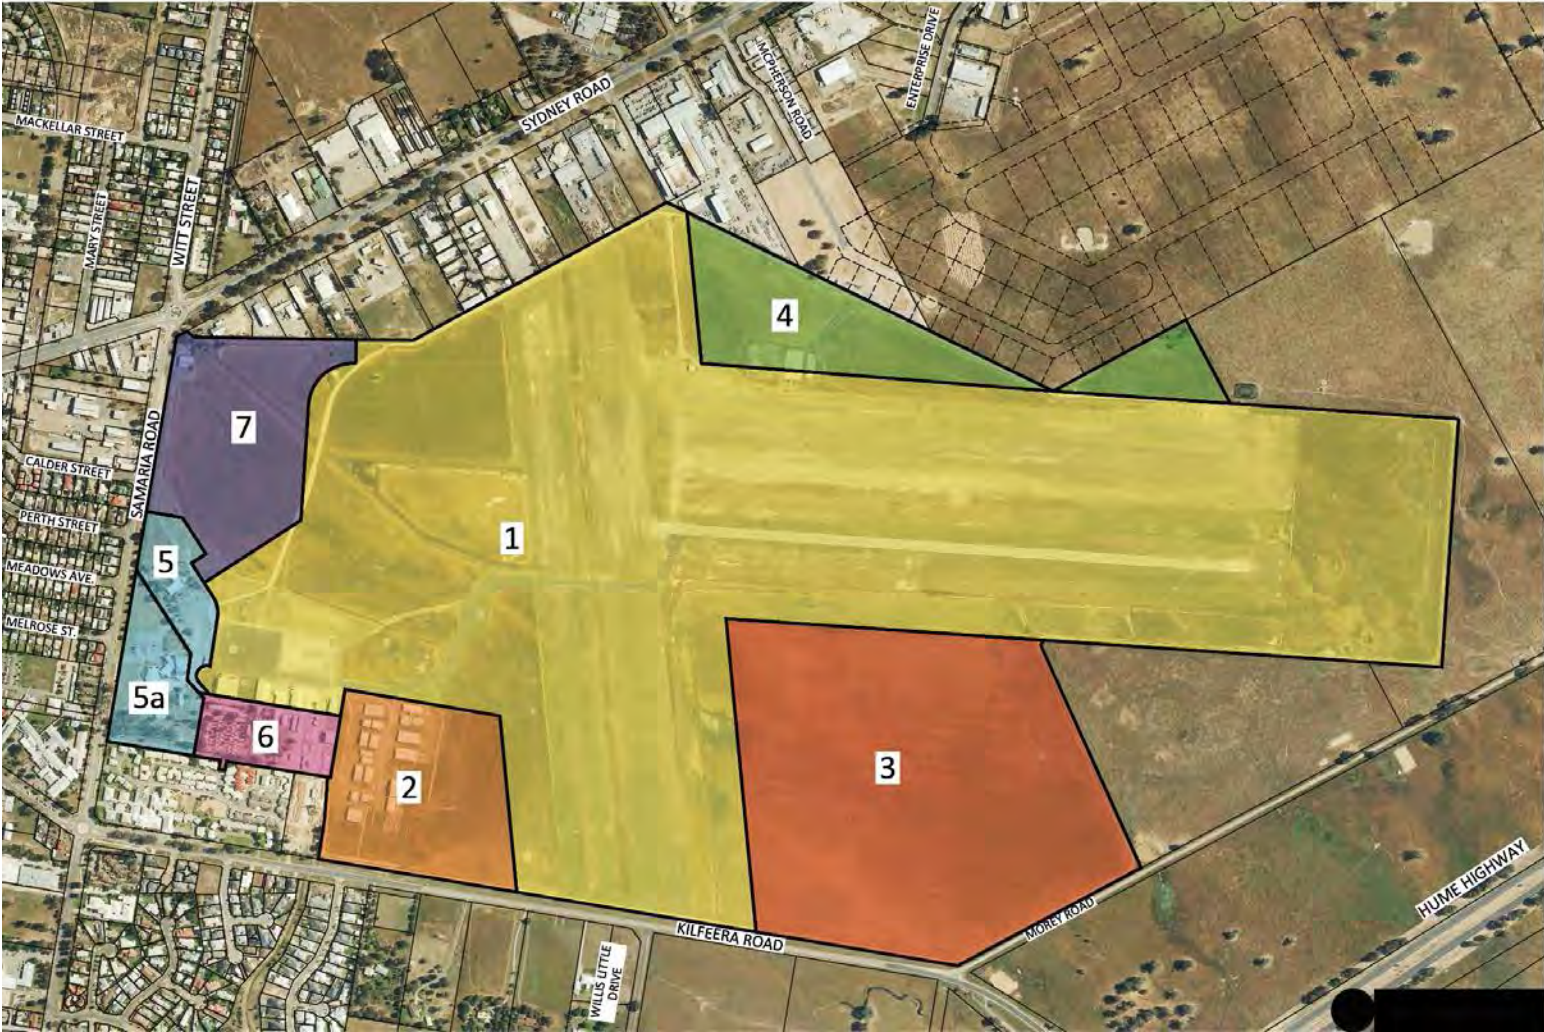 MACKELLAR STREET
MARY STREET
WITT STREET
SYDNEY ROAD
MCPHERSON ROAD
ENTERPRISE DRIVE
4
7
SAMARIA ROAD
CALDER STREET
PERTH STREET
MEADOWS AVE.
MELROSE ST.
1
5
5a
6
2
3
KILFEERA ROAD
WILLIS LITTLE
DRIVE
MOREY ROAD
HUME HIGHWAY